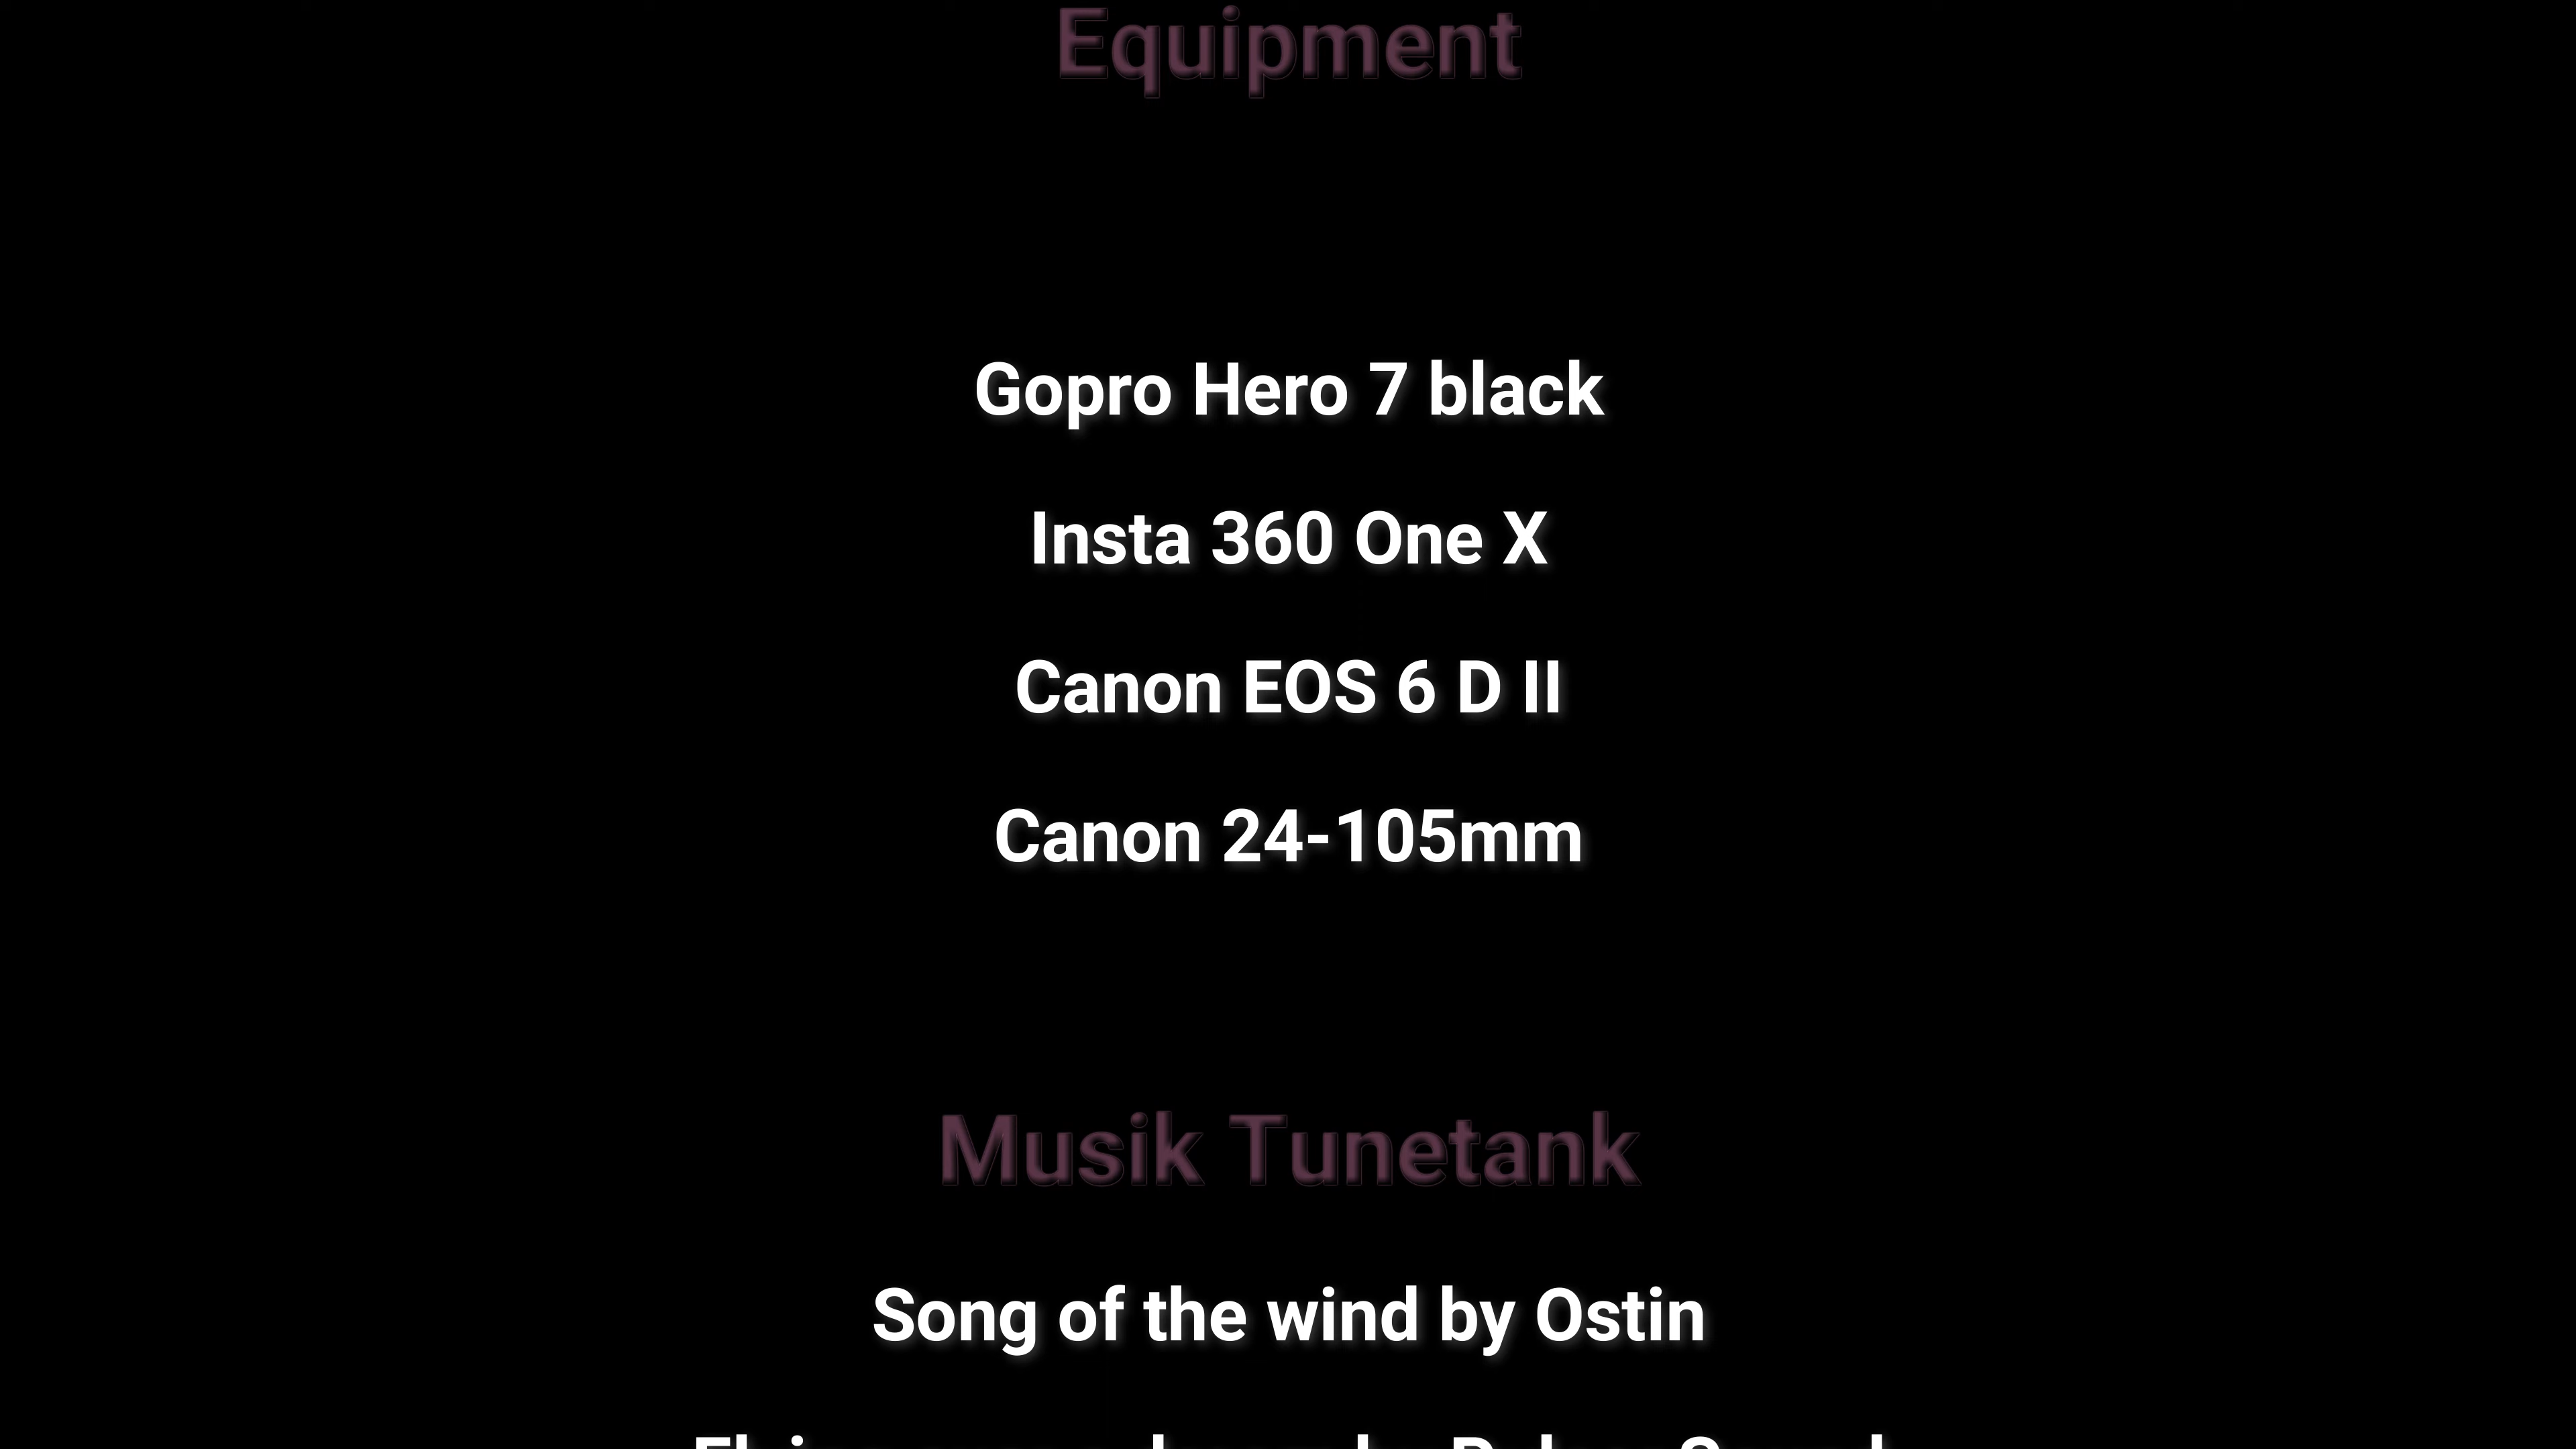 Equipment
Gopro Hero 7 black
Insta 360 One X
Canon EOS 6 D II
Canon 24-105mm
Musik Tunetank
Song of the wind by Ostin